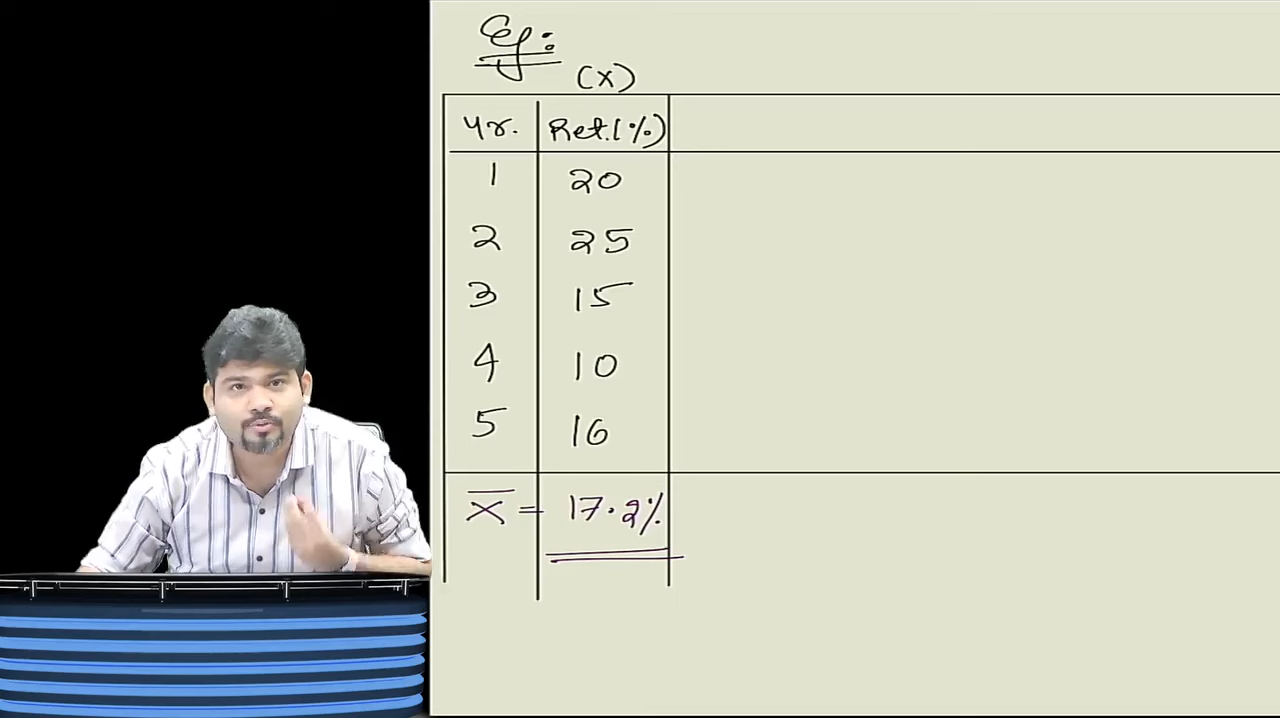 Eg:
(X)
Yr. Ret.(%)
1 20
2 25
3 15
4 10
5 16
X̅ = 17.2%